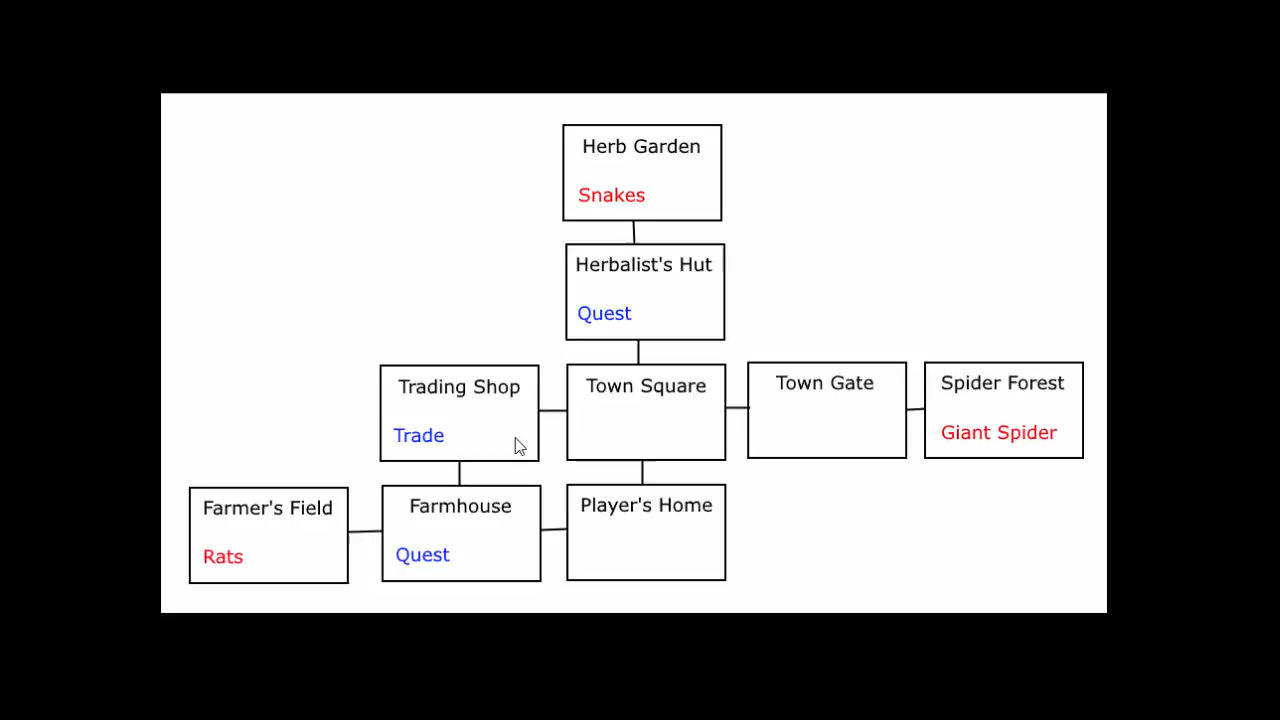 Herb Garden
Snakes
Herbalist's Hut
Quest
Trading Shop
Trade
Town Square
Town Gate
Spider Forest
Giant Spider
Farmer's Field
Rats
Farmhouse
Quest
Player's Home